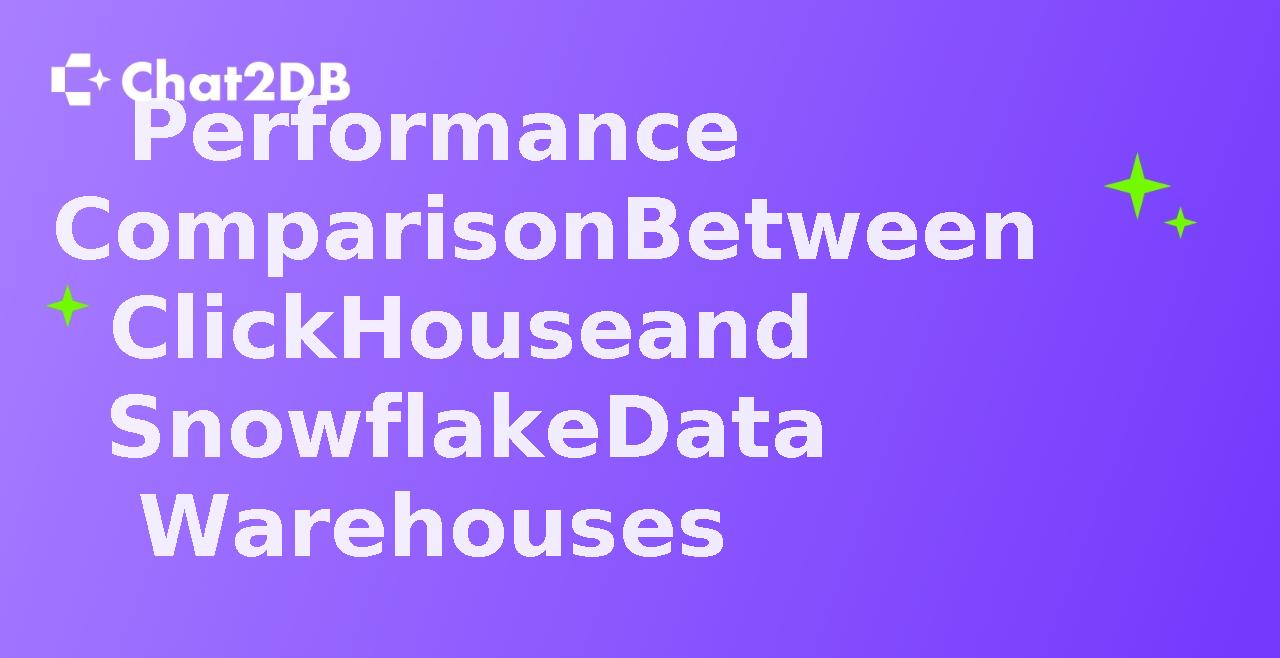 Chat2DB
Performance
ComparisonBetween
ClickHouseand
SnowflakeData
Warehouses